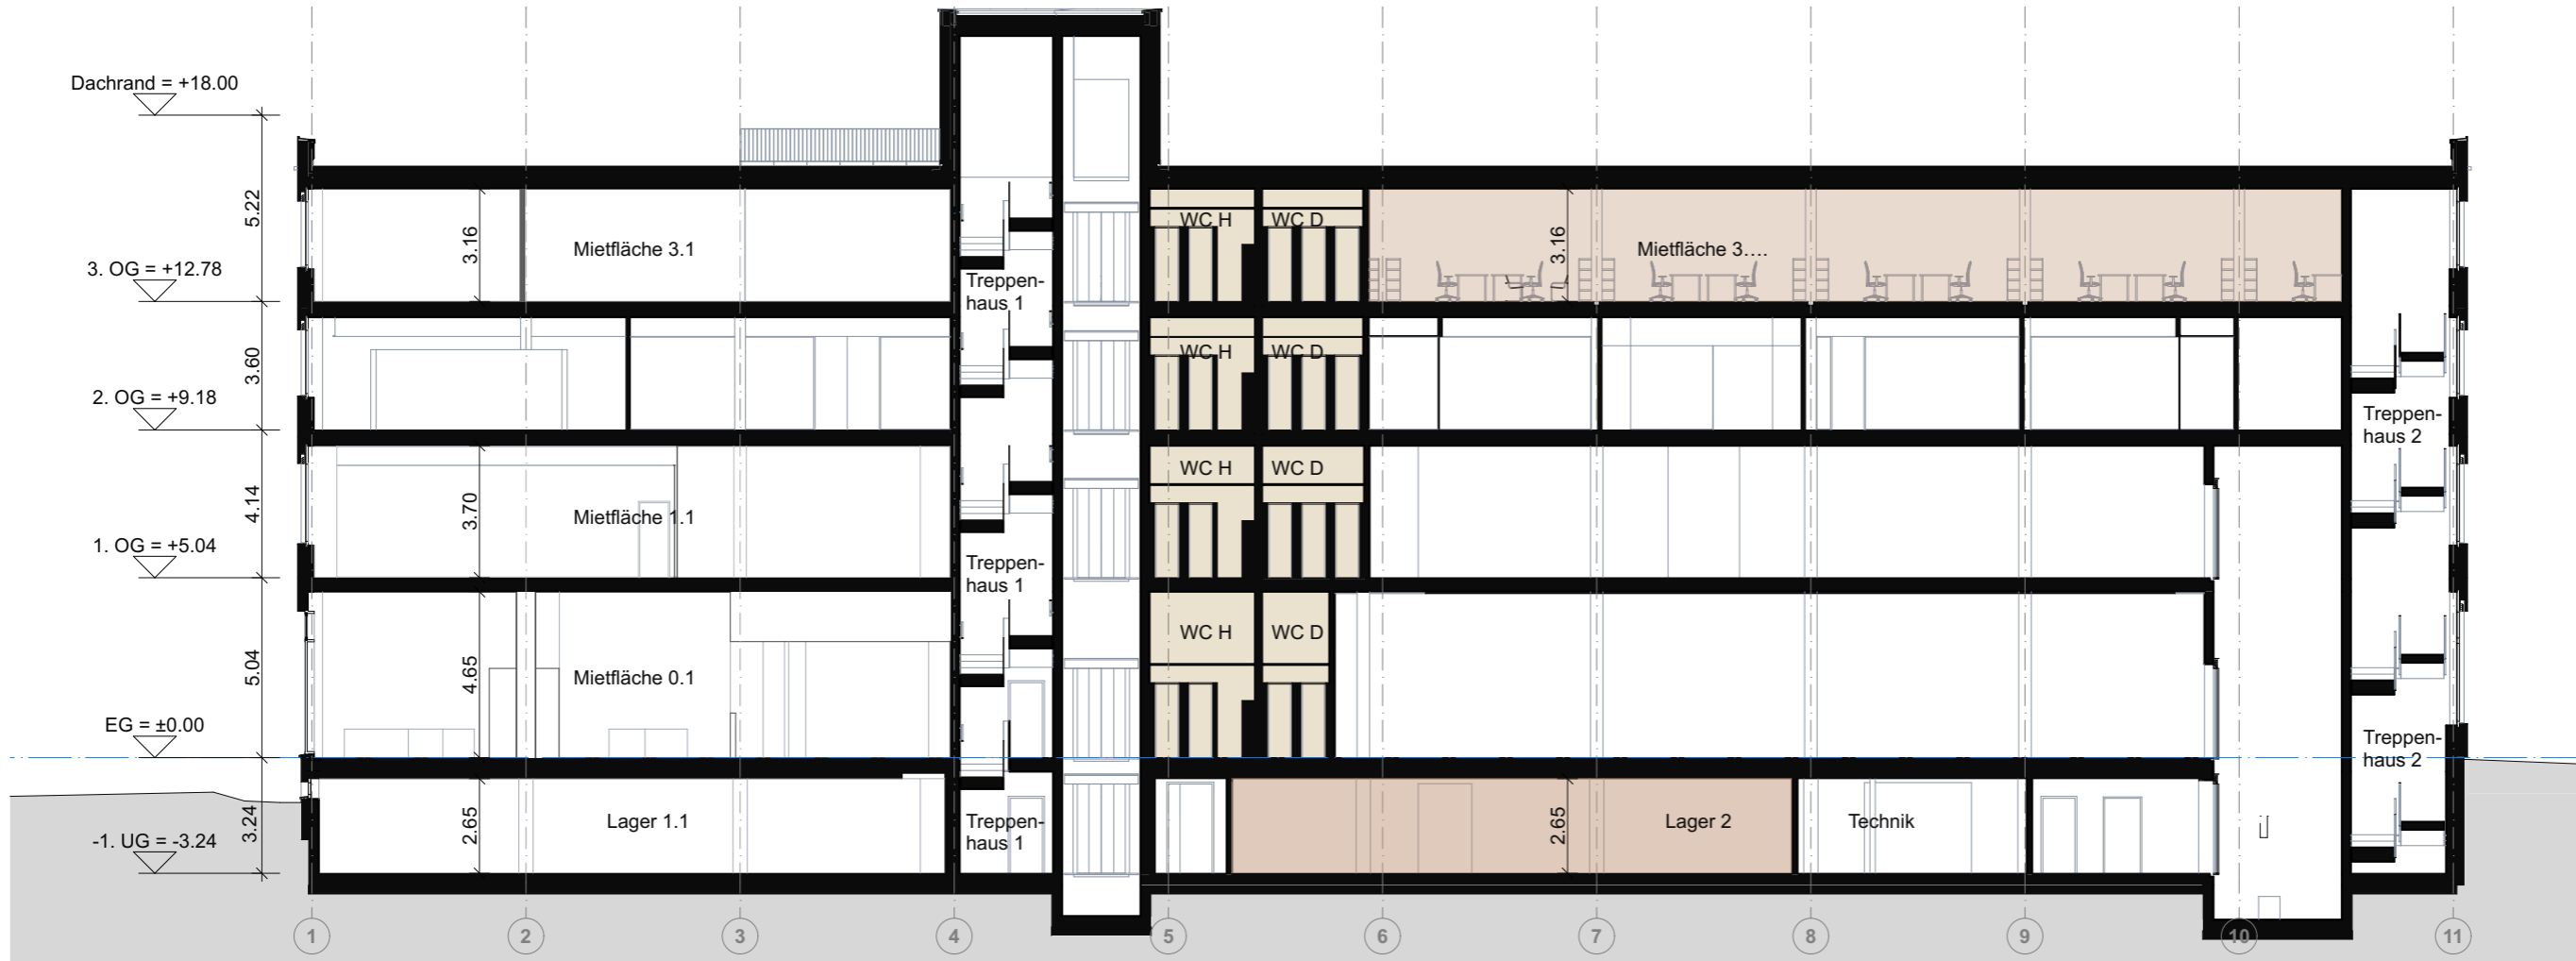 Dachrand = +18.00
5.22
3. OG = +12.78
3.60
2. OG = +9.18
4.14
1. OG = +5.04
5.04
EG = ±0.00
3.24
-1. UG = -3.24
3.16
Mietfläche 3.1
Treppen-
haus 1
WC H
WC D
3.16
Mietfläche 3....
WC H
WC D
Treppen-
haus 2
3.70
Mietfläche 1.1
Treppen-
haus 1
WC H
WC D
4.65
Mietfläche 0.1
WC H
WC D
Treppen-
haus 2
2.65
Lager 1.1
Treppen-
haus 1
2.65
Lager 2
Technik
1
2
3
4
5
6
7
8
9
10
11